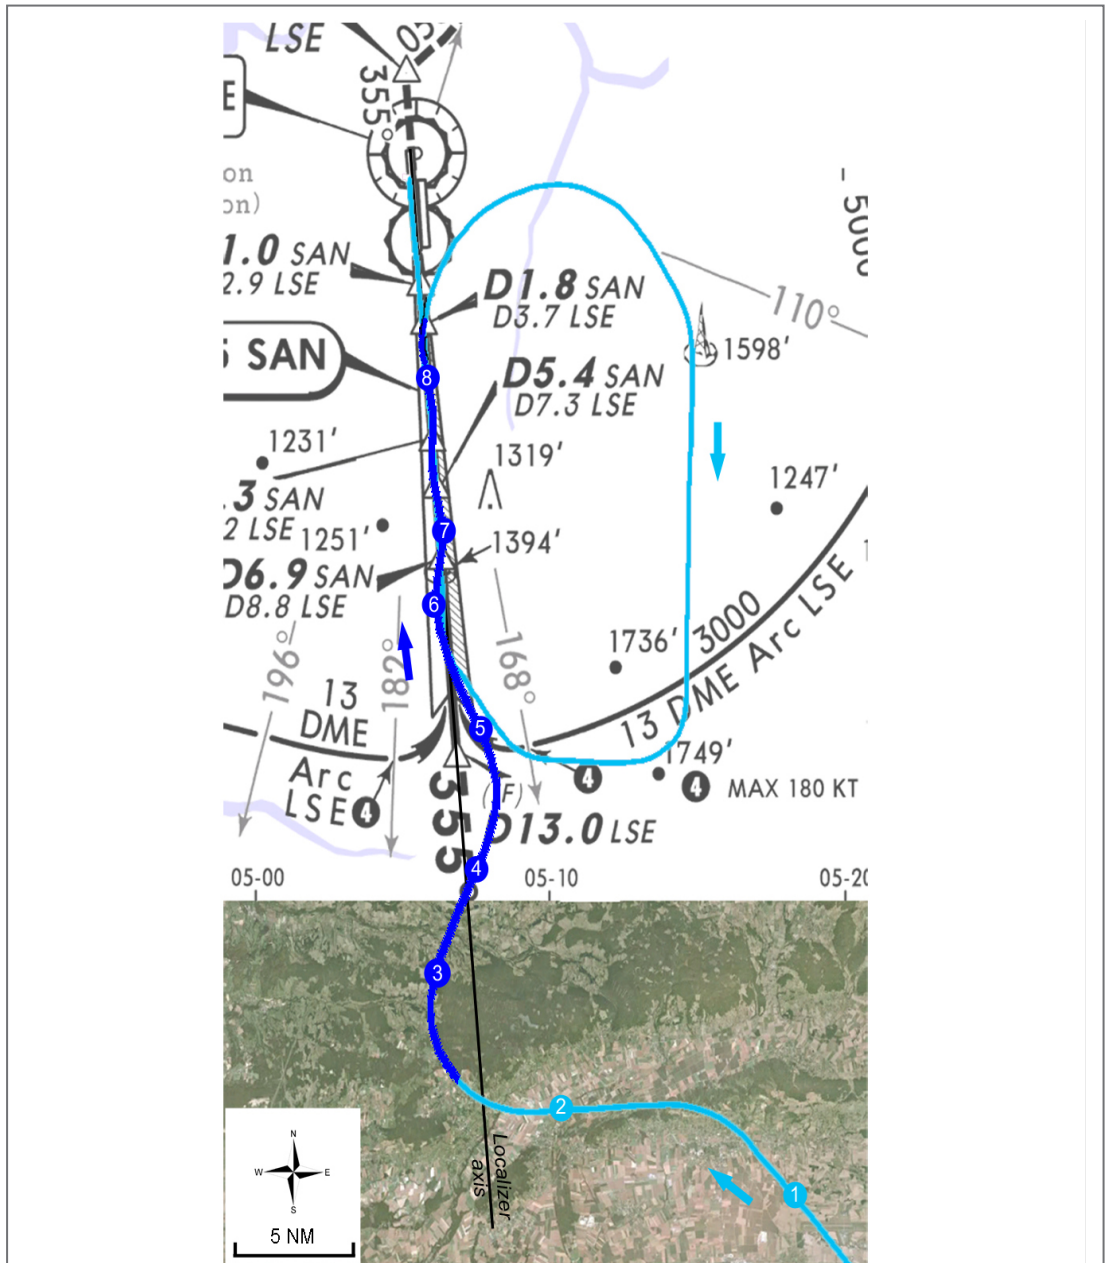 LSE
05
355°
E
on
on)
1.0 SAN
2.9 LSE
D1.8 SAN
D3.7 LSE
110°
5000
5 SAN
1598'
8
D5.4 SAN
D7.3 LSE
1231'
1319'
1247'
.3 SAN
2 LSE
1251'
7
1394'
D6.9 SAN
D8.8 LSE
6
196°
182°
168°
1736'
3000
13 DME Arc LSE 1
13
DME
Arc
LSE 4
5
4
1749'
4 MAX 180 KT
(F)
D13.0 LSE
355
4
05-00
05-10
05-20
3
2
1
Localizer
axis
N
W
E
S
5 NM